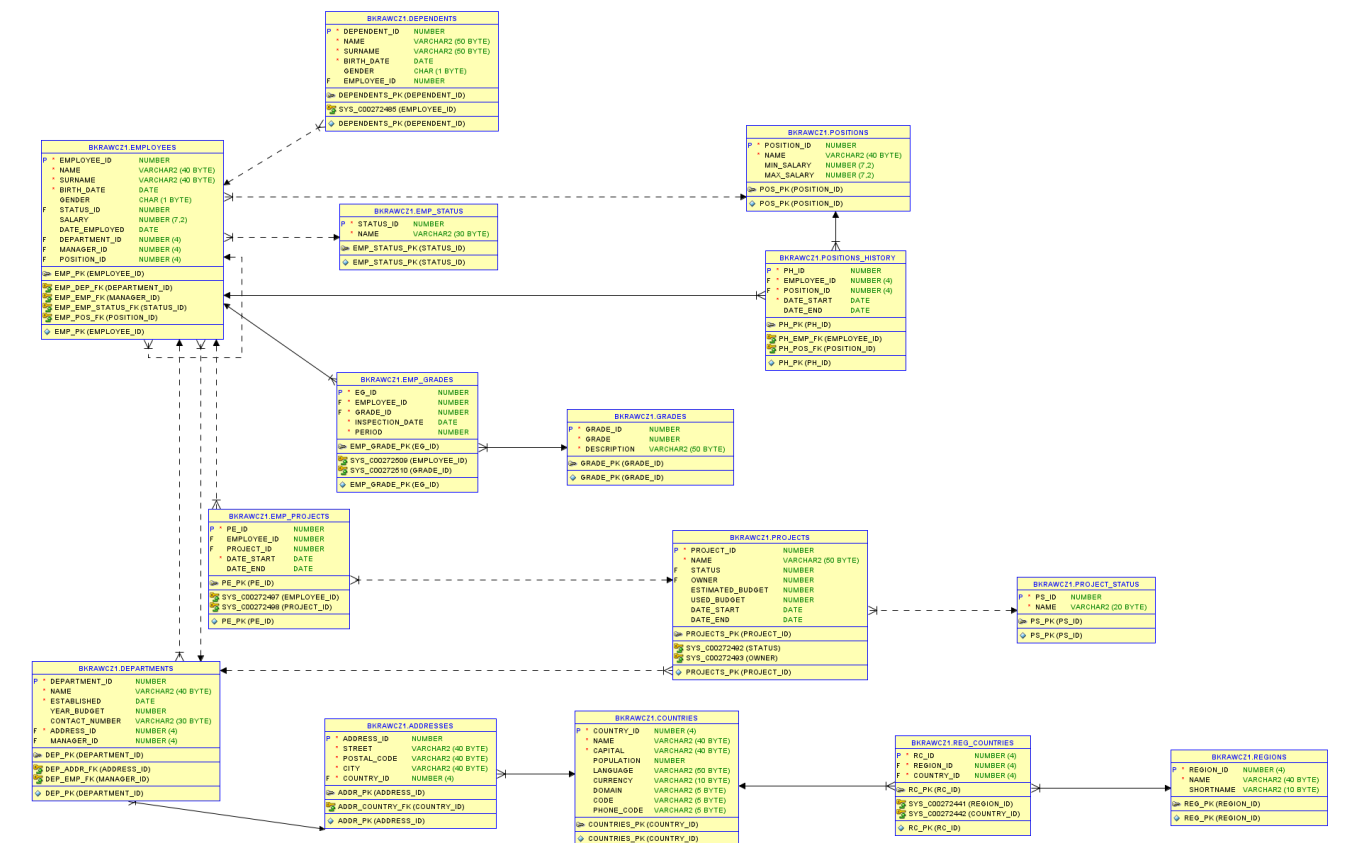 BKRAWCZ1.DEPENDENTS
P * DEPENDENT_ID NUMBER
* NAME VARCHAR2 (50 BYTE)
* SURNAME VARCHAR2 (50 BYTE)
* BIRTH_DATE DATE
GENDER CHAR (1 BYTE)
F EMPLOYEE_ID NUMBER
DEPENDENTS_PK (DEPENDENT_ID)
SYS_C00272485 (EMPLOYEE_ID)
DEPENDENTS_PK (DEPENDENT_ID)
BKRAWCZ1.EMPLOYEES
P * EMPLOYEE_ID NUMBER
* NAME VARCHAR2 (40 BYTE)
* SURNAME VARCHAR2 (40 BYTE)
* BIRTH_DATE DATE
GENDER CHAR (1 BYTE)
F STATUS_ID NUMBER
SALARY NUMBER (7,2)
DATE_EMPLOYED DATE
F DEPARTMENT_ID NUMBER (4)
F MANAGER_ID NUMBER (4)
F POSITION_ID NUMBER (4)
EMP_PK (EMPLOYEE_ID)
EMP_DEP_FK (DEPARTMENT_ID)
EMP_EMP_FK (MANAGER_ID)
EMP_EMP_STATUS_FK (STATUS_ID)
EMP_POS_FK (POSITION_ID)
EMP_PK (EMPLOYEE_ID)
BKRAWCZ1.POSITIONS
P * POSITION_ID NUMBER
* NAME VARCHAR2 (40 BYTE)
MIN_SALARY NUMBER (7,2)
MAX_SALARY NUMBER (7,2)
POS_PK (POSITION_ID)
POS_PK (POSITION_ID)
BKRAWCZ1.EMP_STATUS
P * STATUS_ID NUMBER
* NAME VARCHAR2 (30 BYTE)
EMP_STATUS_PK (STATUS_ID)
EMP_STATUS_PK (STATUS_ID)
BKRAWCZ1.POSITIONS_HISTORY
P * PH_ID NUMBER
F * EMPLOYEE_ID NUMBER (4)
F * POSITION_ID NUMBER (4)
* DATE_START DATE
DATE_END DATE
PH_PK (PH_ID)
PH_EMP_FK (EMPLOYEE_ID)
PH_POS_FK (POSITION_ID)
PH_PK (PH_ID)
BKRAWCZ1.EMP_GRADES
P * EG_ID NUMBER
F * EMPLOYEE_ID NUMBER
F * GRADE_ID NUMBER
* INSPECTION_DATE DATE
* PERIOD NUMBER
EMP_GRADE_PK (EG_ID)
SYS_C00272509 (EMPLOYEE_ID)
SYS_C00272510 (GRADE_ID)
EMP_GRADE_PK (EG_ID)
BKRAWCZ1.GRADES
P * GRADE_ID NUMBER
* GRADE NUMBER
* DESCRIPTION VARCHAR2 (50 BYTE)
GRADE_PK (GRADE_ID)
GRADE_PK (GRADE_ID)
BKRAWCZ1.EMP_PROJECTS
P * PE_ID NUMBER
F EMPLOYEE_ID NUMBER
F PROJECT_ID NUMBER
* DATE_START DATE
DATE_END DATE
PE_PK (PE_ID)
SYS_C00272497 (EMPLOYEE_ID)
SYS_C00272498 (PROJECT_ID)
PE_PK (PE_ID)
BKRAWCZ1.PROJECTS
P * PROJECT_ID NUMBER
* NAME VARCHAR2 (50 BYTE)
F STATUS NUMBER
F OWNER NUMBER
ESTIMATED_BUDGET NUMBER
USED_BUDGET NUMBER
DATE_START DATE
DATE_END DATE
PROJECTS_PK (PROJECT_ID)
SYS_C00272492 (STATUS)
SYS_C00272493 (OWNER)
PROJECTS_PK (PROJECT_ID)
BKRAWCZ1.PROJECT_STATUS
P * PS_ID NUMBER
* NAME VARCHAR2 (20 BYTE)
PS_PK (PS_ID)
PS_PK (PS_ID)
BKRAWCZ1.DEPARTMENTS
P * DEPARTMENT_ID NUMBER
* NAME VARCHAR2 (40 BYTE)
* ESTABLISHED DATE
YEAR_BUDGET NUMBER
CONTACT_NUMBER VARCHAR2 (30 BYTE)
F * ADDRESS_ID NUMBER (4)
F MANAGER_ID NUMBER (4)
DEP_PK (DEPARTMENT_ID)
DEP_ADDR_FK (ADDRESS_ID)
DEP_EMP_FK (MANAGER_ID)
DEP_PK (DEPARTMENT_ID)
BKRAWCZ1.ADDRESSES
P * ADDRESS_ID NUMBER
* STREET VARCHAR2 (40 BYTE)
* POSTAL_CODE VARCHAR2 (40 BYTE)
* CITY VARCHAR2 (40 BYTE)
F * COUNTRY_ID NUMBER (4)
ADDR_PK (ADDRESS_ID)
ADDR_COUNTRY_FK (COUNTRY_ID)
ADDR_PK (ADDRESS_ID)
BKRAWCZ1.COUNTRIES
P * COUNTRY_ID NUMBER (4)
* NAME VARCHAR2 (40 BYTE)
* CAPITAL VARCHAR2 (40 BYTE)
POPULATION NUMBER
LANGUAGE VARCHAR2 (50 BYTE)
CURRENCY VARCHAR2 (10 BYTE)
DOMAIN VARCHAR2 (5 BYTE)
CODE VARCHAR2 (5 BYTE)
PHONE_CODE VARCHAR2 (5 BYTE)
COUNTRIES_PK (COUNTRY_ID)
COUNTRIES_PK (COUNTRY_ID)
BKRAWCZ1.REG_COUNTRIES
P * RC_ID NUMBER (4)
F * REGION_ID NUMBER (4)
F * COUNTRY_ID NUMBER (4)
RC_PK (RC_ID)
SYS_C00272441 (REGION_ID)
SYS_C00272442 (COUNTRY_ID)
RC_PK (RC_ID)
BKRAWCZ1.REGIONS
P * REGION_ID NUMBER (4)
* NAME VARCHAR2 (40 BYTE)
SHORTNAME VARCHAR2 (10 BYTE)
REG_PK (REGION_ID)
REG_PK (REGION_ID)